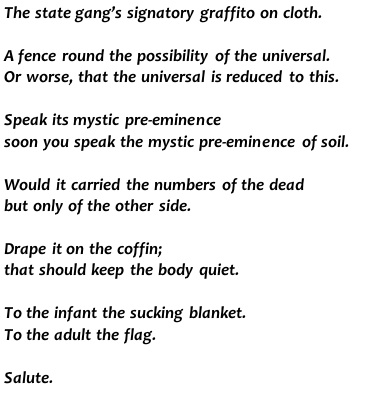 The state gang's signatory graffito on cloth.
A fence round the possibility of the universal.
Or worse, that the universal is reduced to this.
Speak its mystic pre-eminence
soon you speak the mystic pre-eminence of soil.
Would it carried the numbers of the dead
but only of the other side.
Drape it on the coffin;
that should keep the body quiet.
To the infant the sucking blanket.
To the adult the flag.
Salute.